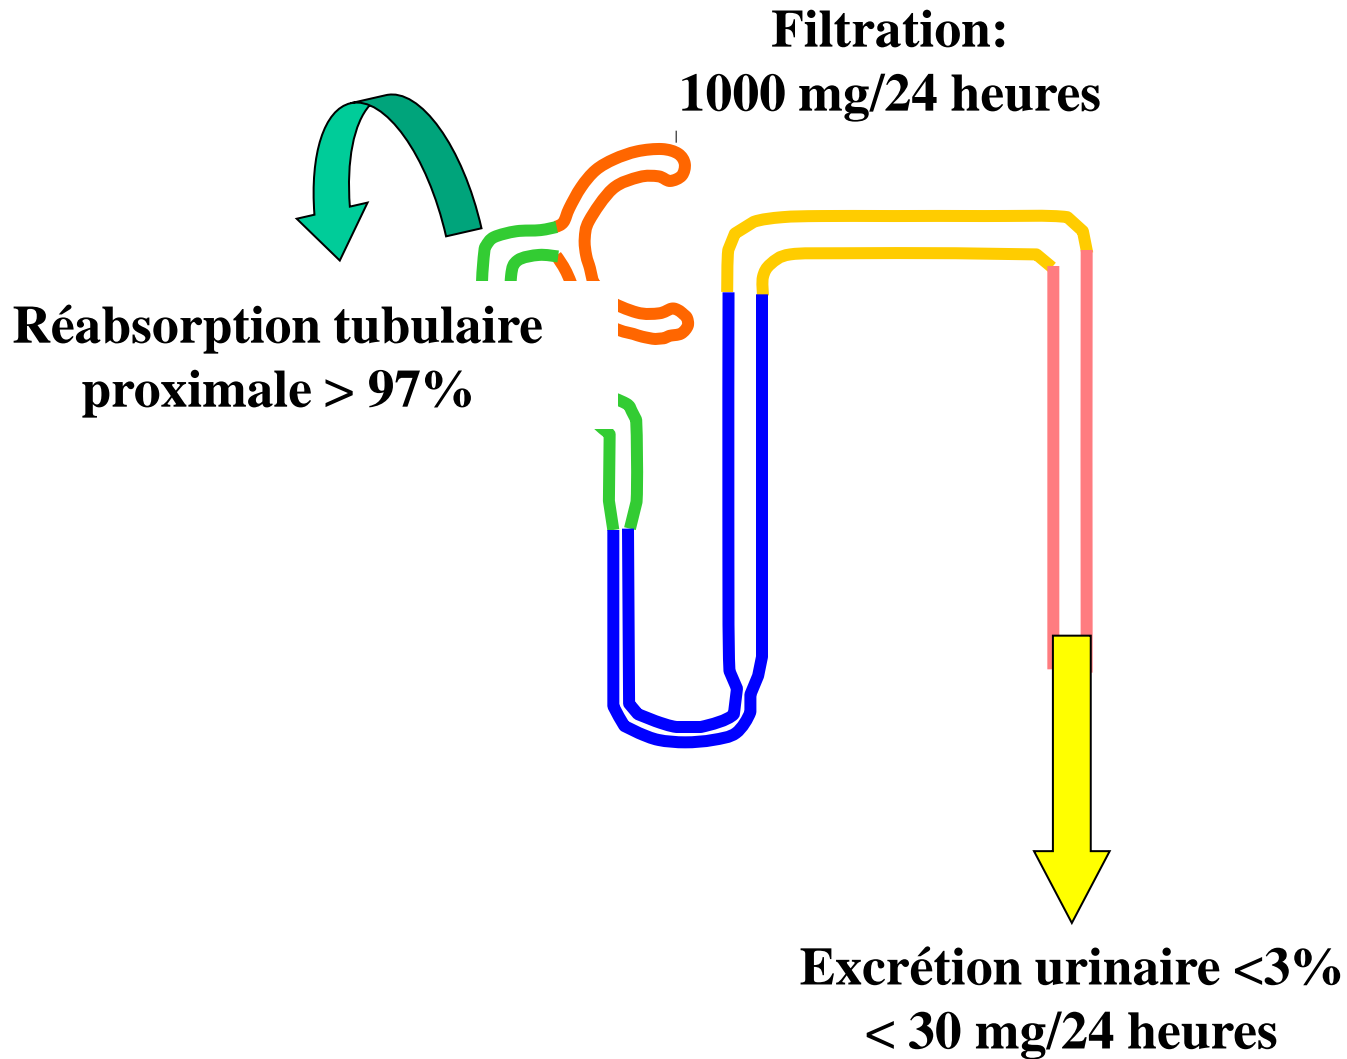 Filtration:
1000 mg/24 heures
Réabsorption tubulaire
proximale > 97%
Excrétion urinaire <3%
< 30 mg/24 heures